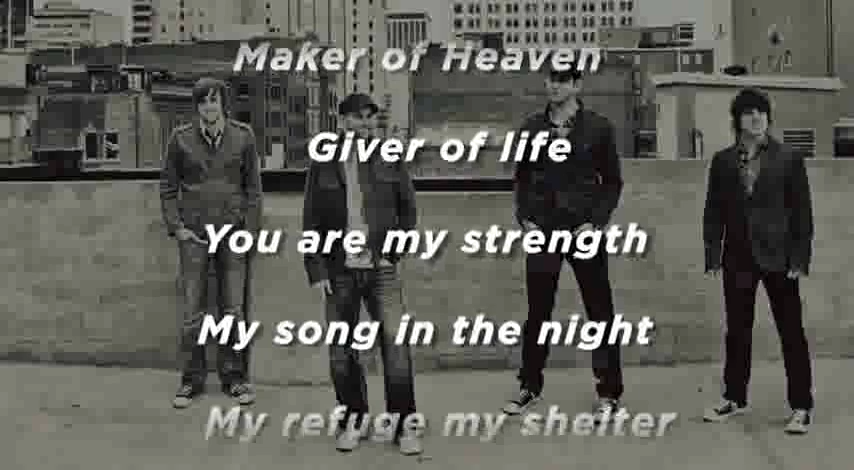 Maker of Heaven
Giver of life
You are my strength
My song in the night
My refuge my shelter